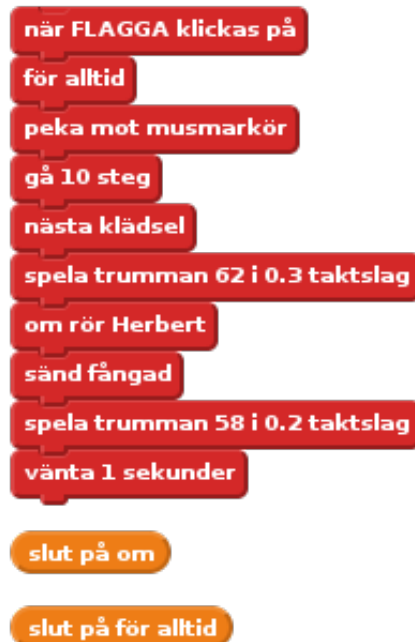 när FLAGGA klickas på
för alltid
peka mot musmarkör
gå 10 steg
nästa klädsel
spela trumman 62 i 0.3 taktslag
om rör Herbert
sänd fångad
spela trumman 58 i 0.2 taktslag
vänta 1 sekunder
slut på om
slut på för alltid